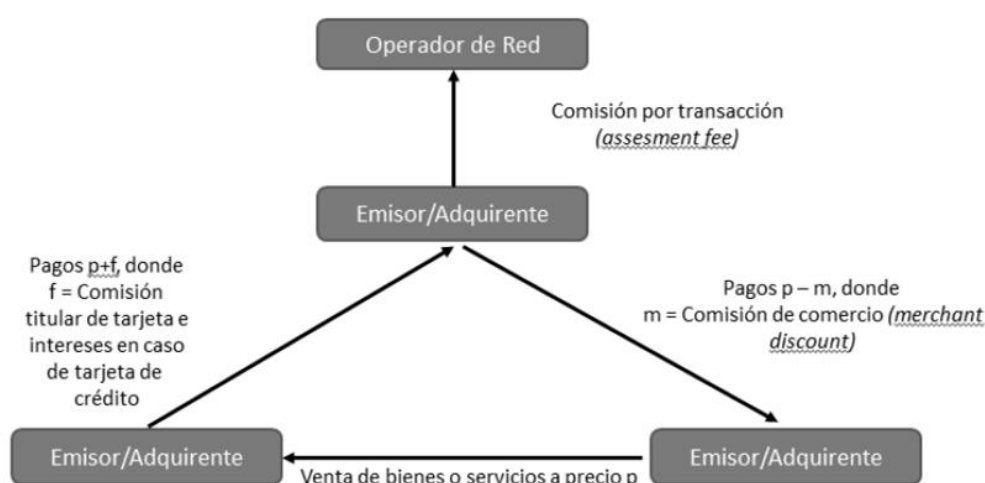 Operador de Red
Comisión por transacción
(assesment fee)
Emisor/Adquirente
Pagos p+f, donde
f = Comisión
titular de tarjeta e
intereses en caso
de tarjeta de
crédito
Pagos p – m, donde
m = Comisión de comercio (merchant
discount)
Emisor/Adquirente
Venta de bienes o servicios a precio p
Emisor/Adquirente